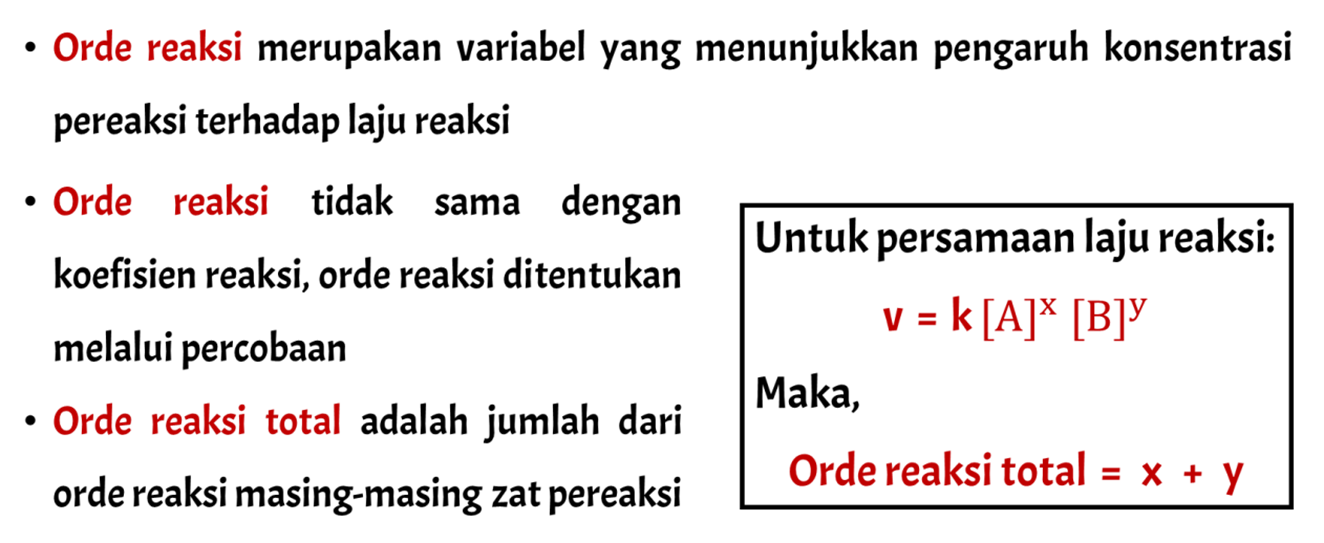 • Orde reaksi merupakan variabel yang menunjukkan pengaruh konsentrasi
pereaksi terhadap laju reaksi
• Orde reaksi tidak sama dengan
koefisien reaksi, orde reaksi ditentukan
melalui percobaan
• Orde reaksi total adalah jumlah dari
orde reaksi masing-masing zat pereaksi
Untuk persamaan laju reaksi:
v = k [A]ˣ [B]ʸ
Maka,
Orde reaksi total = x + y